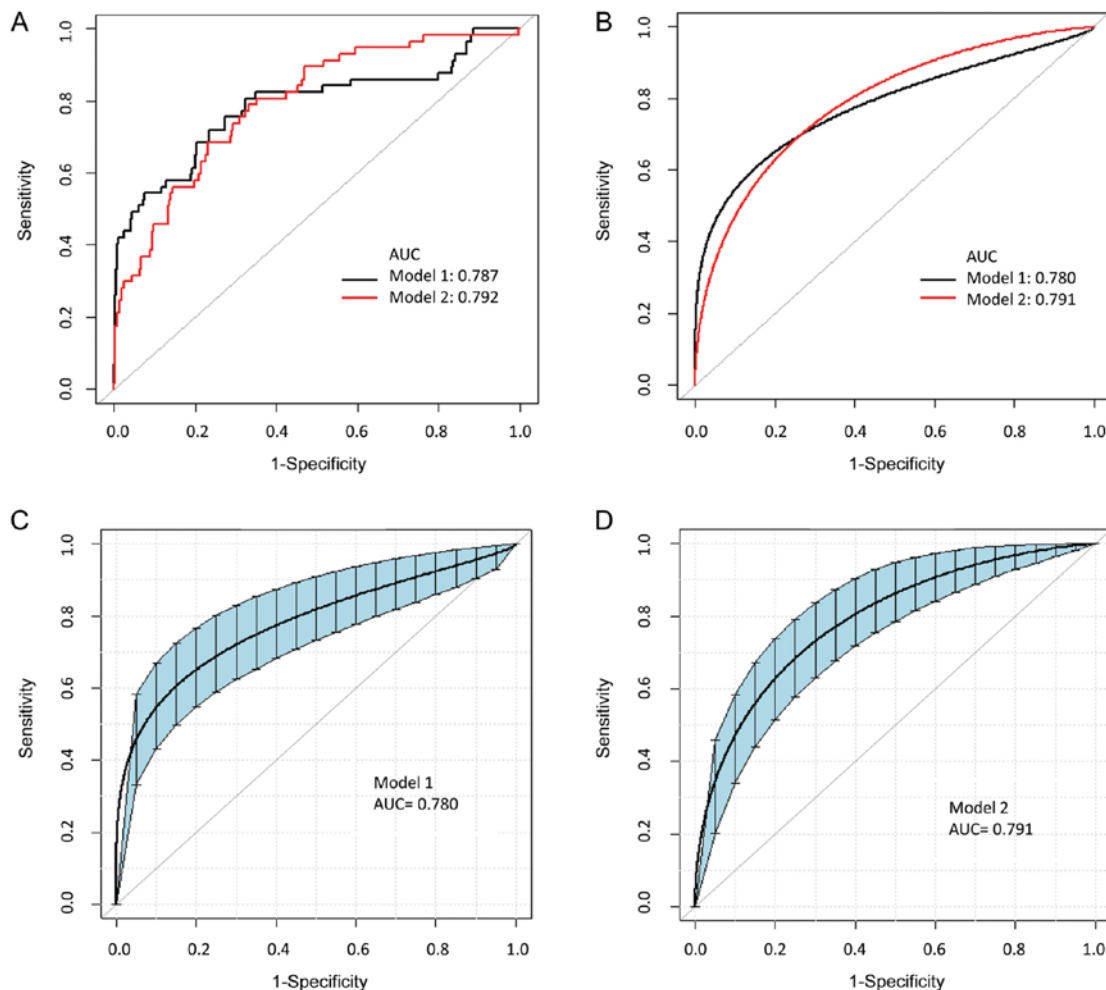 A
1.0
0.8
0.6
0.4
0.2
0.0
Sensitivity
AUC
Model 1: 0.787
Model 2: 0.792
0.0 0.2 0.4 0.6 0.8 1.0
1-Specificity
B
1.0
0.8
0.6
0.4
0.2
0.0
Sensitivity
AUC
Model 1: 0.780
Model 2: 0.791
0.0 0.2 0.4 0.6 0.8 1.0
1-Specificity
C
1.0
0.8
0.6
0.4
0.2
0.0
Sensitivity
Model 1
AUC= 0.780
0.0 0.2 0.4 0.6 0.8 1.0
1-Specificity
D
1.0
0.8
0.6
0.4
0.2
0.0
Sensitivity
Model 2
AUC= 0.791
0.0 0.2 0.4 0.6 0.8 1.0
1-Specificity